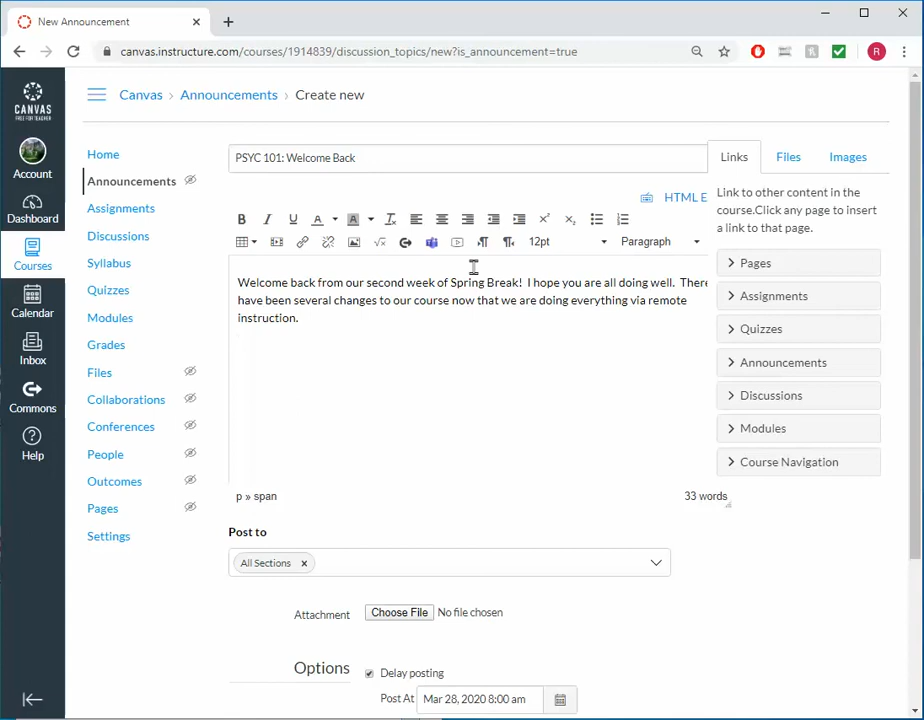 New Announcement
canvas.instructure.com/courses/1914839/discussion_topics/new?is_announcement=true
R
CANVAS
FREE FOR TEACHER
Account
Dashboard
Courses
Calendar
Inbox
Commons
Help
Canvas > Announcements > Create new
Home
Announcements
Assignments
Discussions
Syllabus
Quizzes
Modules
Grades
Files
Collaborations
Conferences
People
Outcomes
Pages
Settings
PSYC 101: Welcome Back
HTML E
12pt
Paragraph
Welcome back from our second week of Spring Break! I hope you are all doing well. There
have been several changes to our course now that we are doing everything via remote
instruction.
p » span
33 words
Post to
All Sections
Attachment
Choose File No file chosen
Options
Delay posting
Post At
Mar 28, 2020 8:00 am
Links
Files
Images
Link to other content in the
course.Click any page to insert
a link to that page.
Pages
Assignments
Quizzes
Announcements
Discussions
Modules
Course Navigation